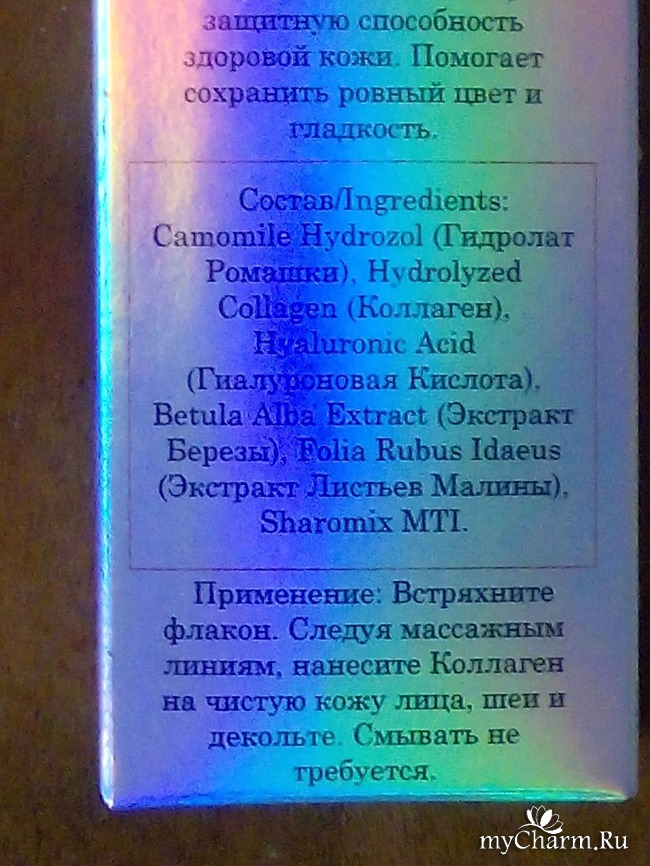 защитную способность
здоровой кожи. Помогает
сохранить ровный цвет и
гладкость.
Состав/Ingredients:
Camomile Hydrozol (Гидролат
Ромашки), Hydrolyzed
Collagen (Коллаген),
Hyaluronic Acid
(Гиалуроновая Кислота),
Betula Alba Extract (Экстракт
Березы), Folia Rubus Idaeus
(Экстракт Листьев Малины),
Sharomix MTI.
Применение: Встряхните
флакон. Следуя массажным
линиям, нанесите Коллаген
на чистую кожу лица, шеи и
декольте. Смывать не
требуется.
myCharm.Ru